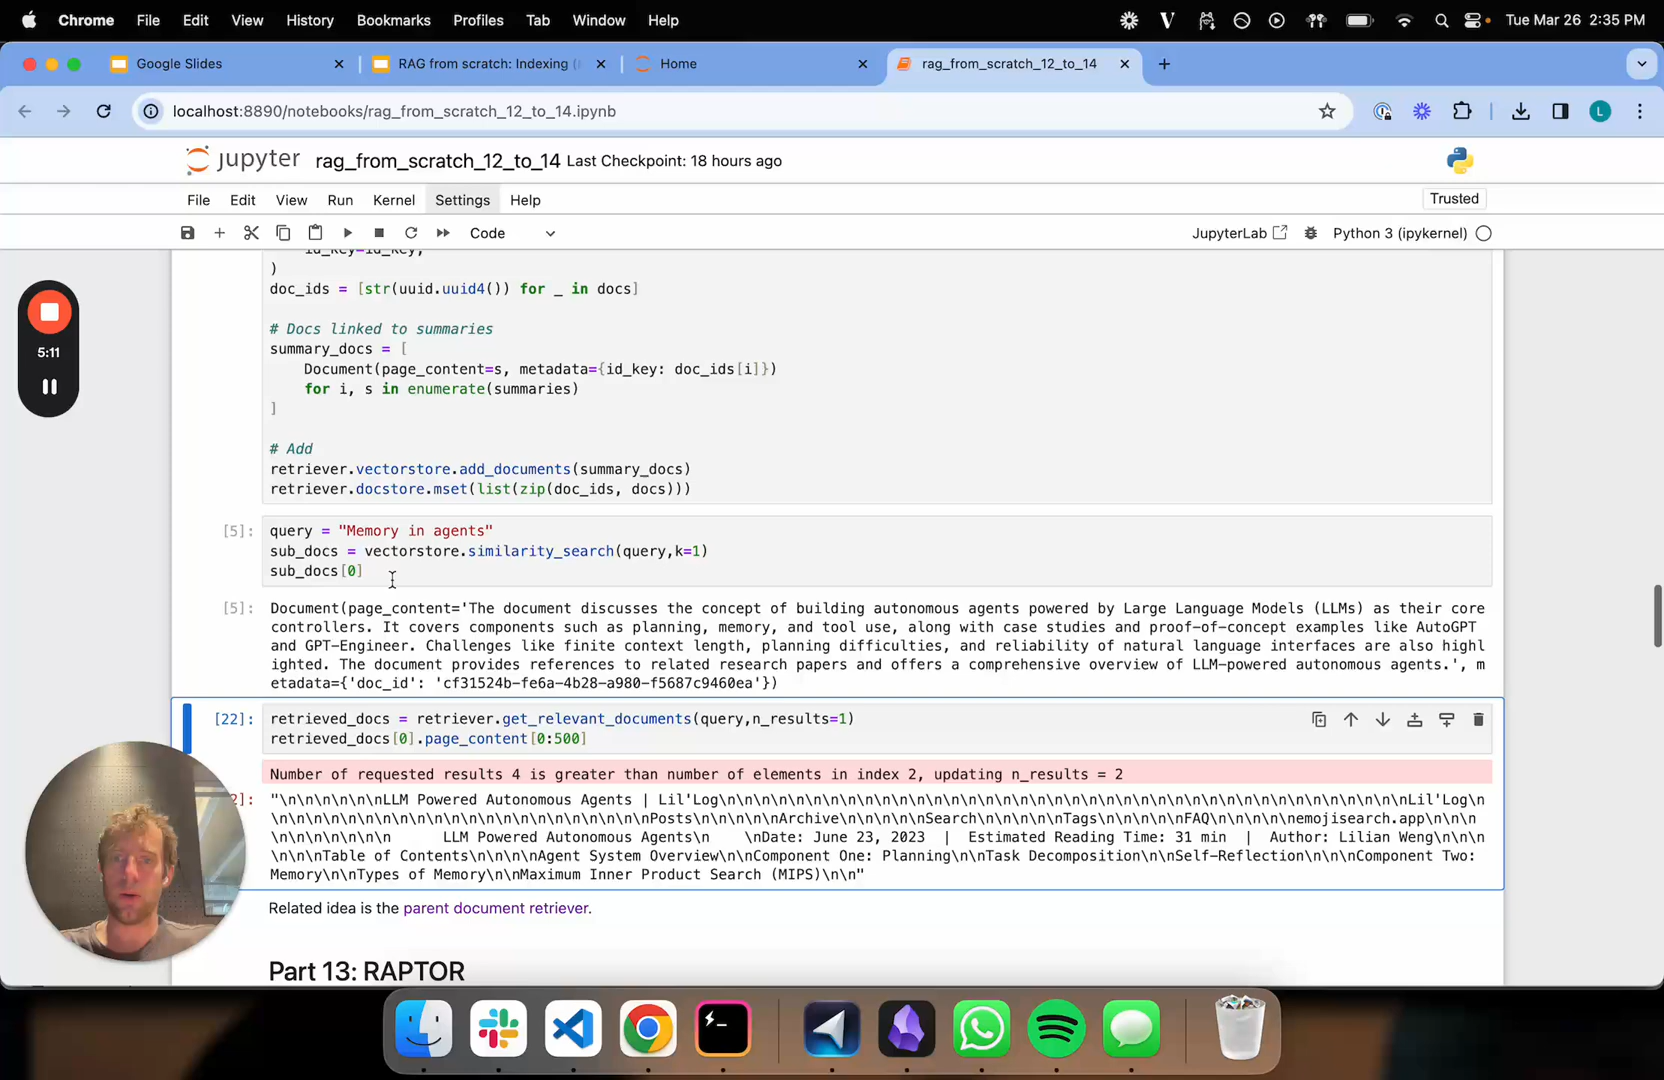 Chrome File Edit View History Bookmarks Profiles Tab Window Help Tue Mar 26 2:35 PM
Google Slides RAG from scratch: Indexing ( Home rag_from_scratch_12_to_14
localhost:8890/notebooks/rag_from_scratch_12_to_14.ipynb L
jupyter rag_from_scratch_12_to_14 Last Checkpoint: 18 hours ago
File Edit View Run Kernel Settings Help Trusted
Code JupyterLab Python 3 (ipykernel)
id_key=id_key,
)
doc_ids = [str(uuid.uuid4()) for _ in docs]
# Docs linked to summaries
summary_docs = [
Document(page_content=s, metadata={id_key: doc_ids[i]})
for i, s in enumerate(summaries)
]
# Add
retriever.vectorstore.add_documents(summary_docs)
retriever.docstore.mset(list(zip(doc_ids, docs)))
5:11
[5]: query = "Memory in agents"
sub_docs = vectorstore.similarity_search(query,k=1)
sub_docs[0]
[5]: Document(page_content='The document discusses the concept of building autonomous agents powered by Large Language Models (LLMs) as their core
controllers. It covers components such as planning, memory, and tool use, along with case studies and proof-of-concept examples like AutoGPT
and GPT-Engineer. Challenges like finite context length, planning difficulties, and reliability of natural language interfaces are also highl
ighted. The document provides references to related research papers and offers a comprehensive overview of LLM-powered autonomous agents.', m
etadata={'doc_id': 'cf31524b-fe6a-4b28-a980-f5687c9460ea'})
[22]: retrieved_docs = retriever.get_relevant_documents(query,n_results=1)
retrieved_docs[0].page_content[0:500]
Number of requested results 4 is greater than number of elements in index 2, updating n_results = 2
2]: "\n\n\n\n\n\nLLM Powered Autonomous Agents | Lil'Log\n\n\n\n\n\n\n\n\n\n\n\n\n\n\n\n\n\n\n\n\n\n\n\n\n\n\n\n\n\n\n\n\n\n\n\n\n\n\n\nLil'Log\n
\n\n\n\n\n\n\n\n\n\n\n\n\n\n\n\n\n\n\n\n\n\nPosts\n\n\n\n\nArchive\n\n\n\n\nSearch\n\n\n\n\nTags\n\n\n\n\nFAQ\n\n\n\n\nemojisearch.app\n\n\n\n
\n\n\n\n\n\n\n LLM Powered Autonomous Agents\n \nDate: June 23, 2023 | Estimated Reading Time: 31 min | Author: Lilian Weng\n\n\n
\n\n\nTable of Contents\n\n\n\nAgent System Overview\n\nComponent One: Planning\n\nTask Decomposition\n\nSelf-Reflection\n\n\nComponent Two:
Memory\n\nTypes of Memory\n\nMaximum Inner Product Search (MIPS)\n\n"
Related idea is the parent document retriever.
Part 13: RAPTOR